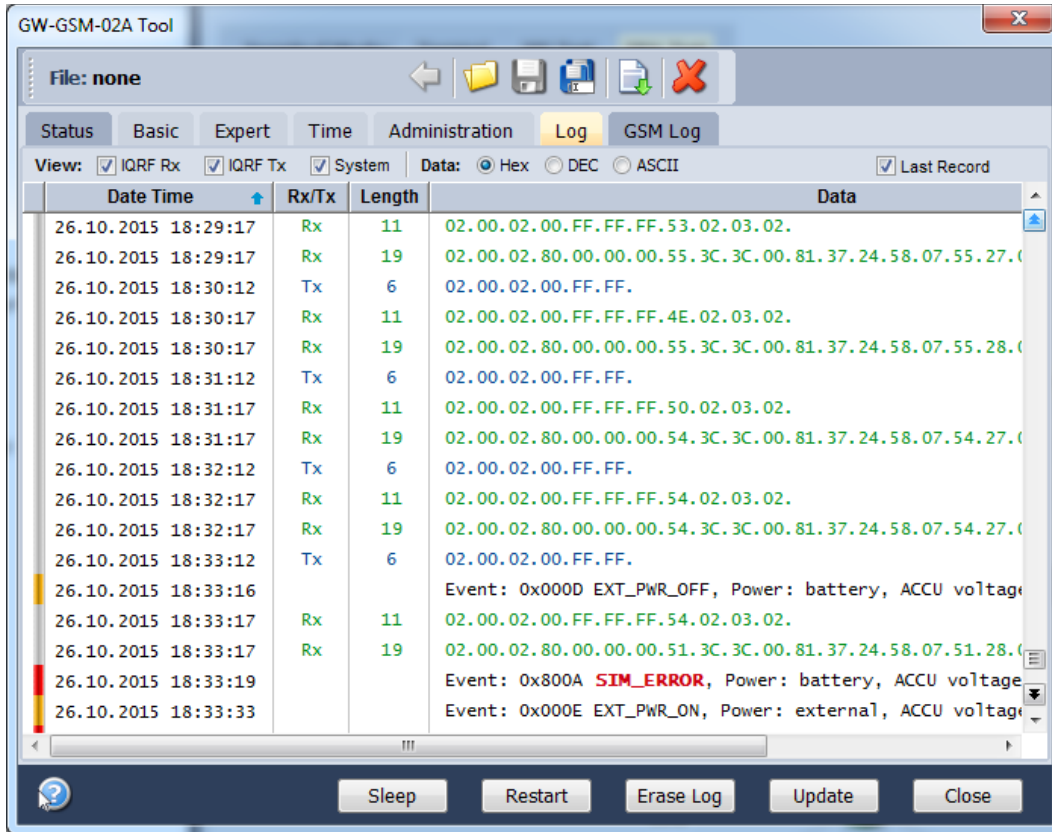 GW-GSM-02A Tool
File: none
Status Basic Expert Time Administration Log GSM Log
View: IQRF Rx IQRF Tx System Data: Hex DEC ASCII Last Record
Date Time Rx/Tx Length Data
26.10.2015 18:29:17 Rx 11 02.00.02.00.FF.FF.FF.53.02.03.02.
26.10.2015 18:29:17 Rx 19 02.00.02.80.00.00.00.55.3C.3C.00.81.37.24.58.07.55.27.
26.10.2015 18:30:12 Tx 6 02.00.02.00.FF.FF.
26.10.2015 18:30:17 Rx 11 02.00.02.00.FF.FF.FF.4E.02.03.02.
26.10.2015 18:30:17 Rx 19 02.00.02.80.00.00.00.55.3C.3C.00.81.37.24.58.07.55.28.
26.10.2015 18:31:12 Tx 6 02.00.02.00.FF.FF.
26.10.2015 18:31:17 Rx 11 02.00.02.00.FF.FF.FF.50.02.03.02.
26.10.2015 18:31:17 Rx 19 02.00.02.80.00.00.00.54.3C.3C.00.81.37.24.58.07.54.27.
26.10.2015 18:32:12 Tx 6 02.00.02.00.FF.FF.
26.10.2015 18:32:17 Rx 11 02.00.02.00.FF.FF.FF.54.02.03.02.
26.10.2015 18:32:17 Rx 19 02.00.02.80.00.00.00.54.3C.3C.00.81.37.24.58.07.54.27.
26.10.2015 18:33:12 Tx 6 02.00.02.00.FF.FF.
26.10.2015 18:33:16 Event: 0x000D EXT_PWR_OFF, Power: battery, ACCU voltage
26.10.2015 18:33:17 Rx 11 02.00.02.00.FF.FF.FF.54.02.03.02.
26.10.2015 18:33:17 Rx 19 02.00.02.80.00.00.00.51.3C.3C.00.81.37.24.58.07.51.28.
26.10.2015 18:33:19 Event: 0x800A SIM_ERROR, Power: battery, ACCU voltage
26.10.2015 18:33:33 Event: 0x000E EXT_PWR_ON, Power: external, ACCU voltage
Sleep Restart Erase Log Update Close